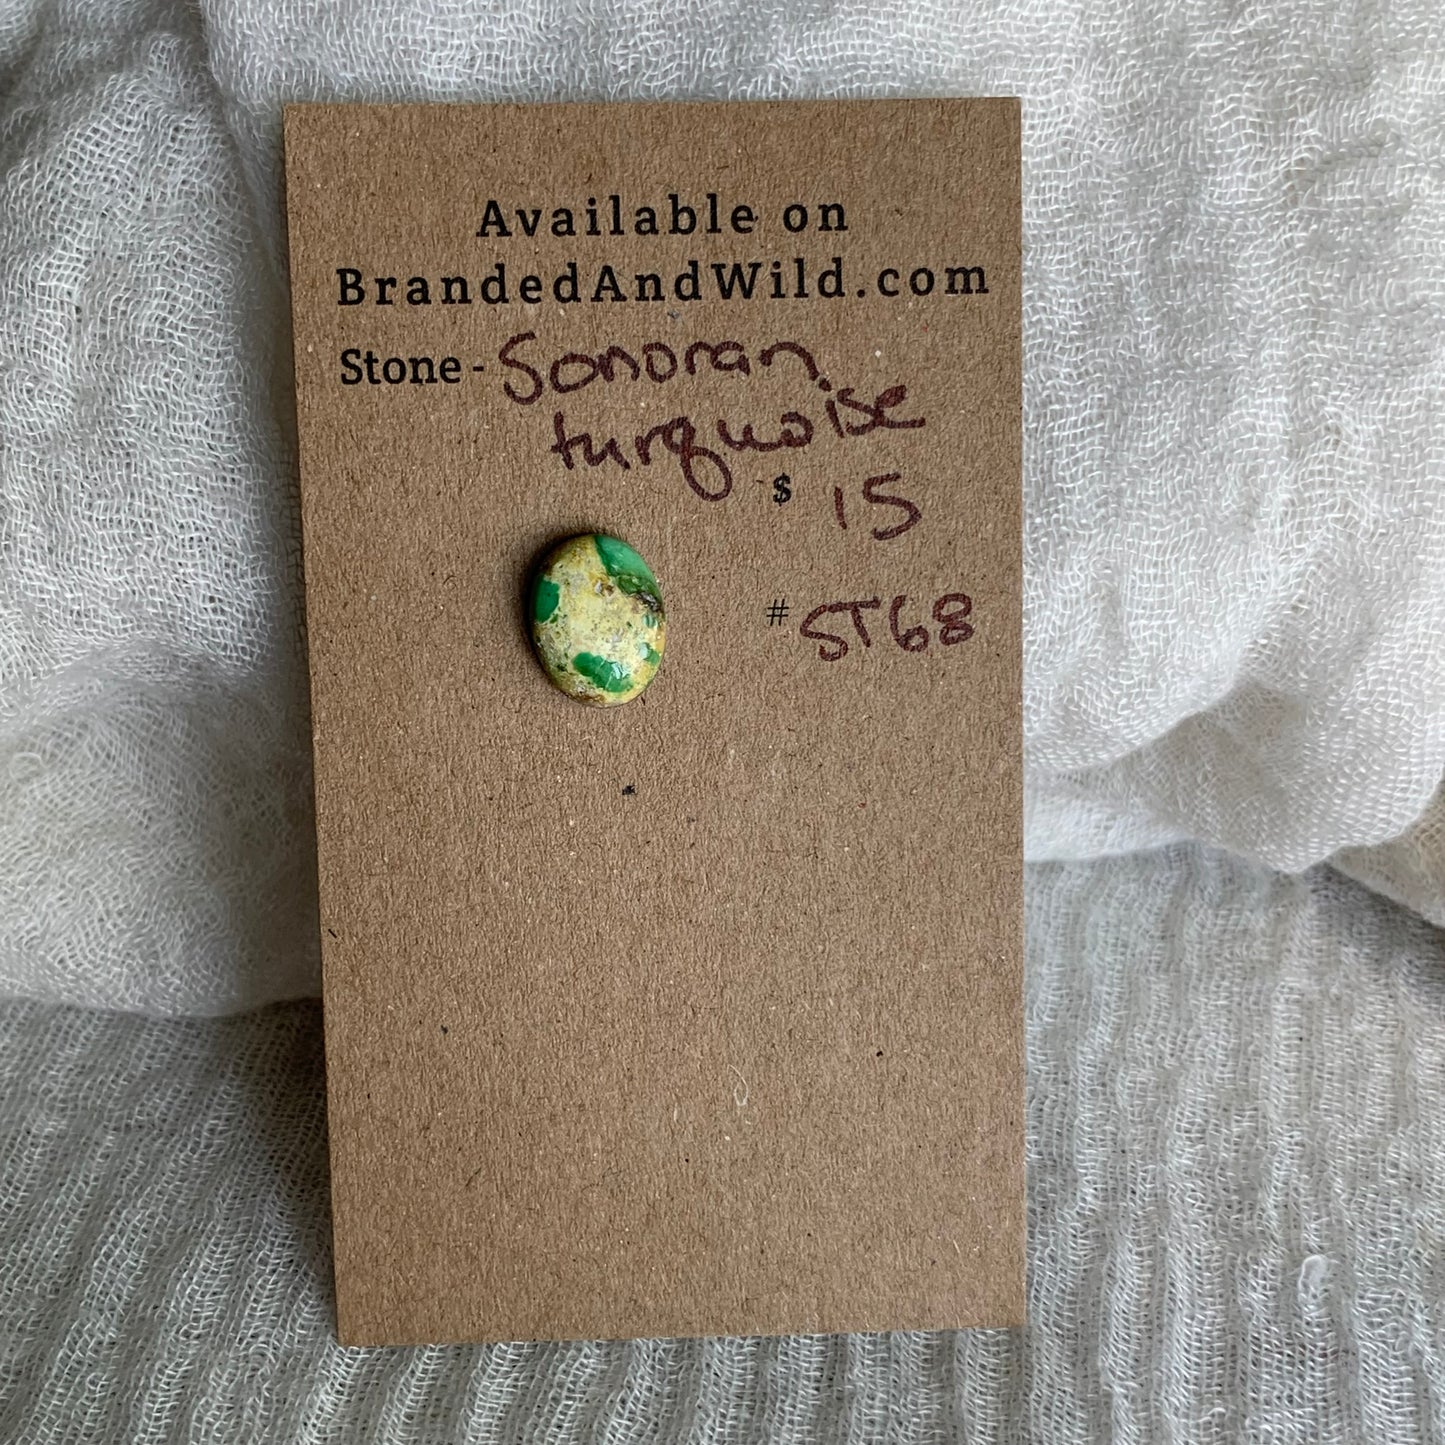 Available on
BrandedAndWild.com
Stone - Sonoran
turquoise
$ 15
# ST68